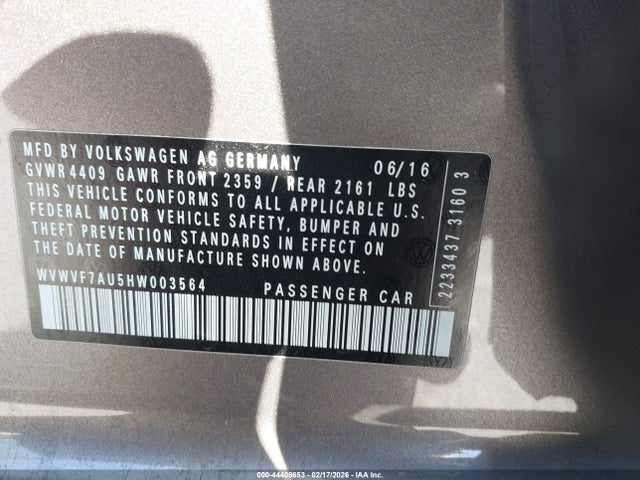 MFD BY VOLKSWAGEN AG GERMANY 06/16
GVWR 4409 GAWR FRONT 2359 / REAR 2161 LBS
THIS VEHICLE CONFORMS TO ALL APPLICABLE U.S.
FEDERAL MOTOR VEHICLE SAFETY, BUMPER AND
THEFT PREVENTION STANDARDS IN EFFECT ON
THE DATE OF MANUFACTURE SHOWN ABOVE.
WVWVF7AU5HW003564 PASSENGER CAR
2233437 3160 3
000-44408653 - 02/17/2026 - IAA Inc.